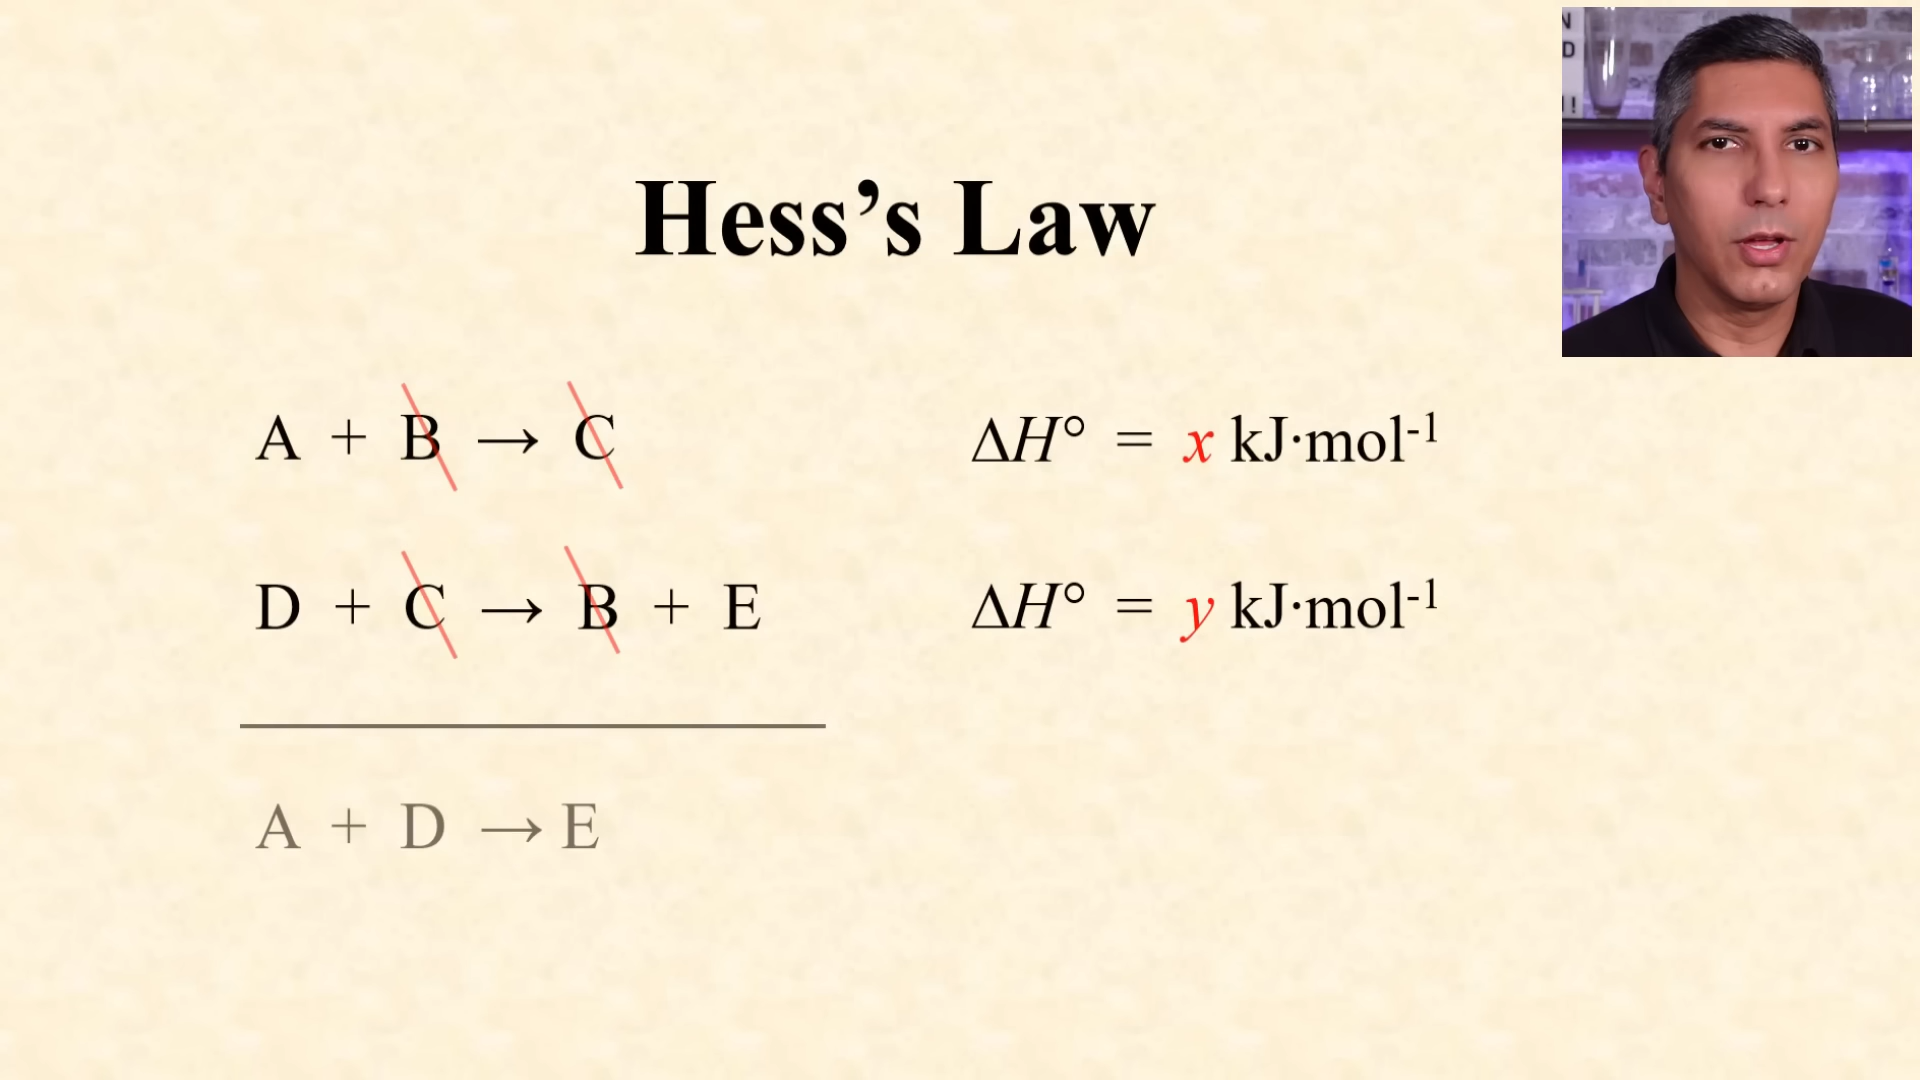 Hess’s Law
A + B → C
ΔH° = x kJ·mol⁻¹
D + C → B + E
ΔH° = y kJ·mol⁻¹
A + D → E
N
D
!!